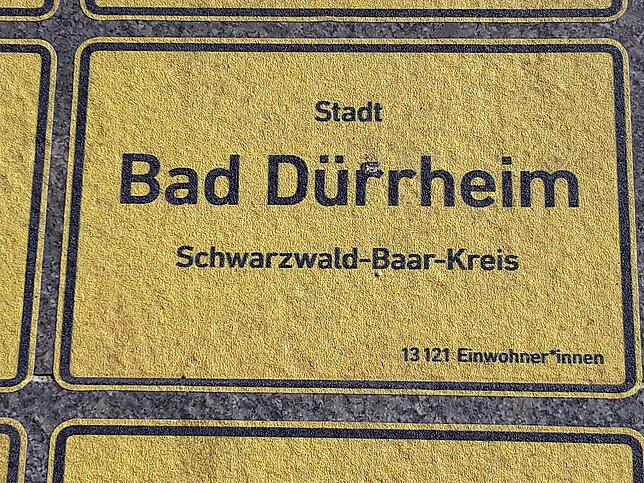 Stadt
Bad Dürrheim
Schwarzwald-Baar-Kreis
13 121 Einwohner*innen